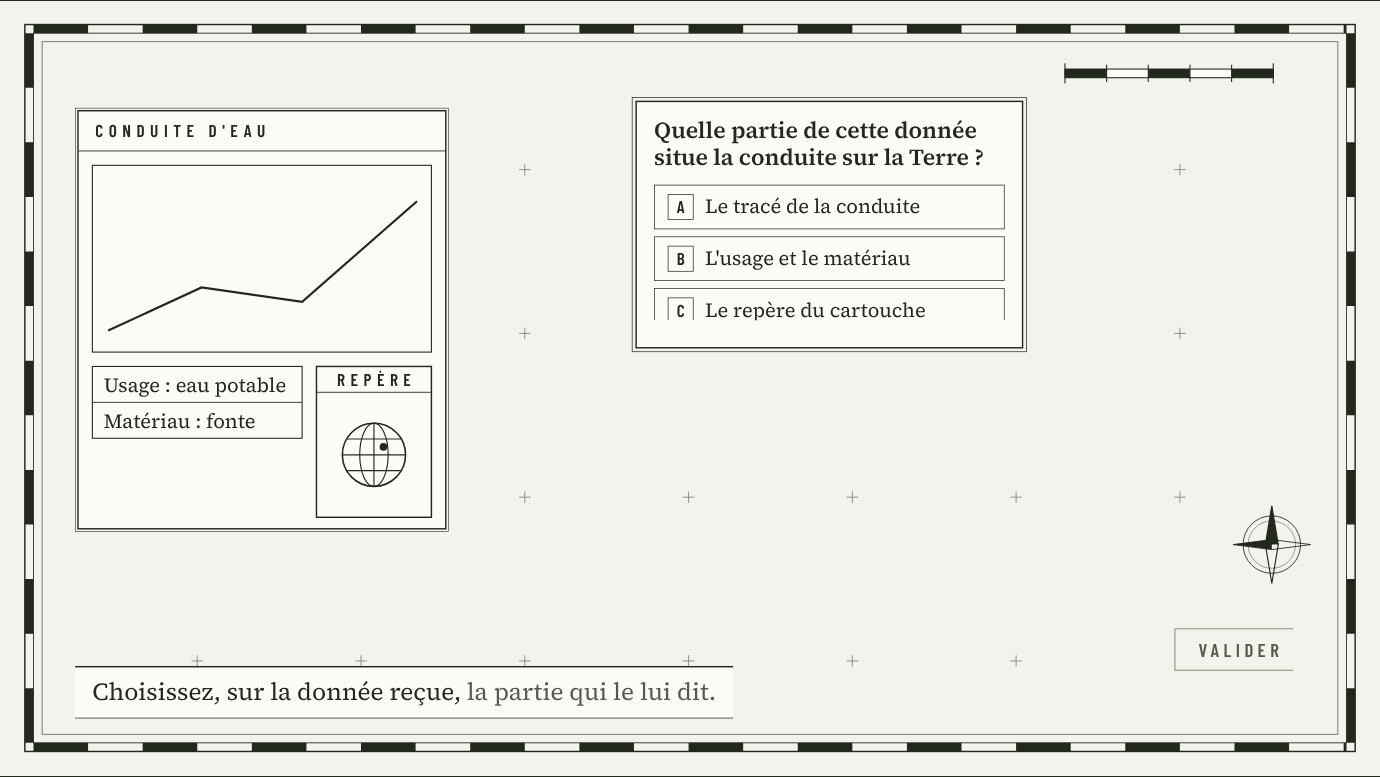 CONDUITE D'EAU
Usage : eau potable
Matériau : fonte
REPÈRE
Quelle partie de cette donnée
situe la conduite sur la Terre ?
A Le tracé de la conduite
B L'usage et le matériau
C Le repère du cartouche
VALIDER
Choisissez, sur la donnée reçue, la partie qui le lui dit.